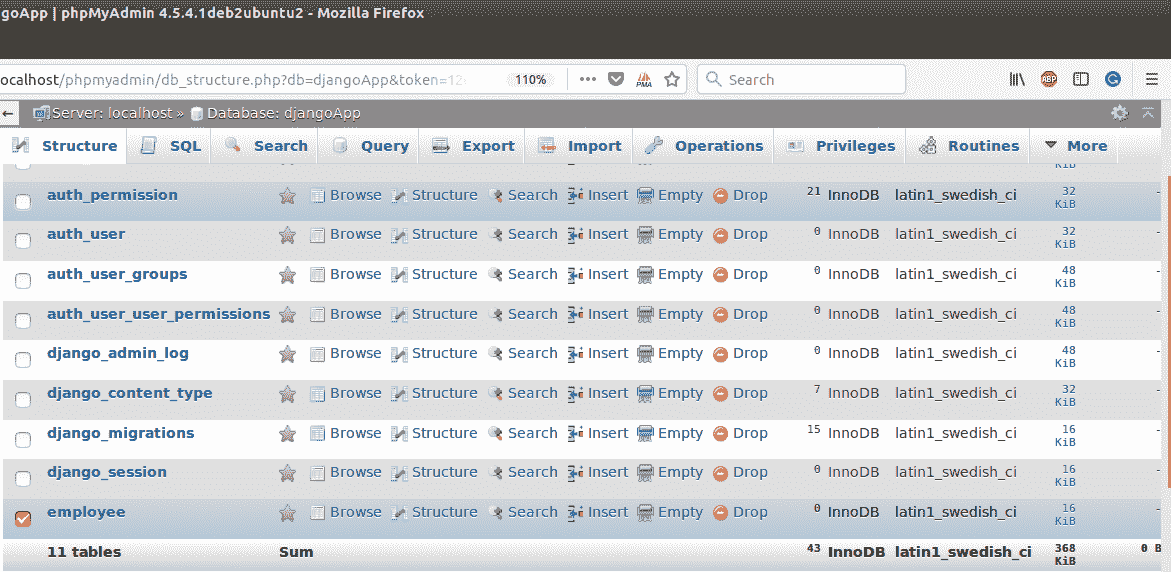 goApp | phpMyAdmin 4.5.4.1deb2ubuntu2 - Mozilla Firefox
ocalhost/phpmyadmin/db_structure.php?db=djangoApp&token=12 110% ••• PMA Search ABP
Server: localhost » Database: djangoApp
Structure SQL Search Query Export Import Operations Privileges Routines More
KiB
auth_permission Browse Structure Search Insert Empty Drop 21 InnoDB latin1_swedish_ci 32 KiB -
auth_user Browse Structure Search Insert Empty Drop 0 InnoDB latin1_swedish_ci 32 KiB -
auth_user_groups Browse Structure Search Insert Empty Drop 0 InnoDB latin1_swedish_ci 48 KiB -
auth_user_user_permissions Browse Structure Search Insert Empty Drop 0 InnoDB latin1_swedish_ci 48 KiB -
django_admin_log Browse Structure Search Insert Empty Drop 0 InnoDB latin1_swedish_ci 48 KiB -
django_content_type Browse Structure Search Insert Empty Drop 7 InnoDB latin1_swedish_ci 32 KiB -
django_migrations Browse Structure Search Insert Empty Drop 15 InnoDB latin1_swedish_ci 16 KiB -
django_session Browse Structure Search Insert Empty Drop 0 InnoDB latin1_swedish_ci 16 KiB -
employee Browse Structure Search Insert Empty Drop 0 InnoDB latin1_swedish_ci 16 KiB -
11 tables Sum 43 InnoDB latin1_swedish_ci 368 KiB 0 B